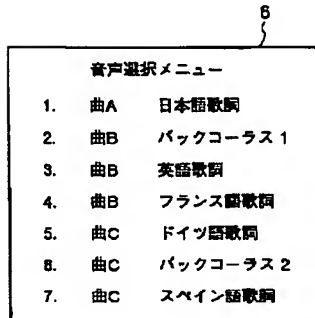 6
音声選択メニュー
1. 曲A 日本語歌詞
2. 曲B バックコーラス1
3. 曲B 英語歌詞
4. 曲B フランス語歌詞
5. 曲C ドイツ語歌詞
6. 曲C バックコーラス2
7. 曲C スペイン語歌詞